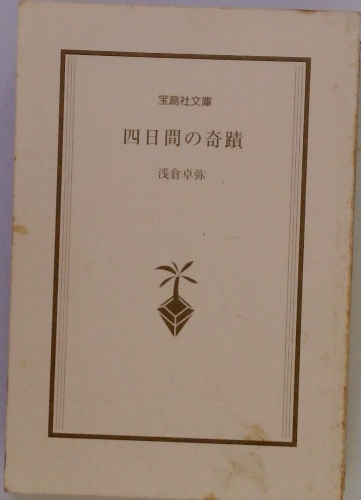 宝島社文庫
四日間の奇蹟
浅倉卓弥